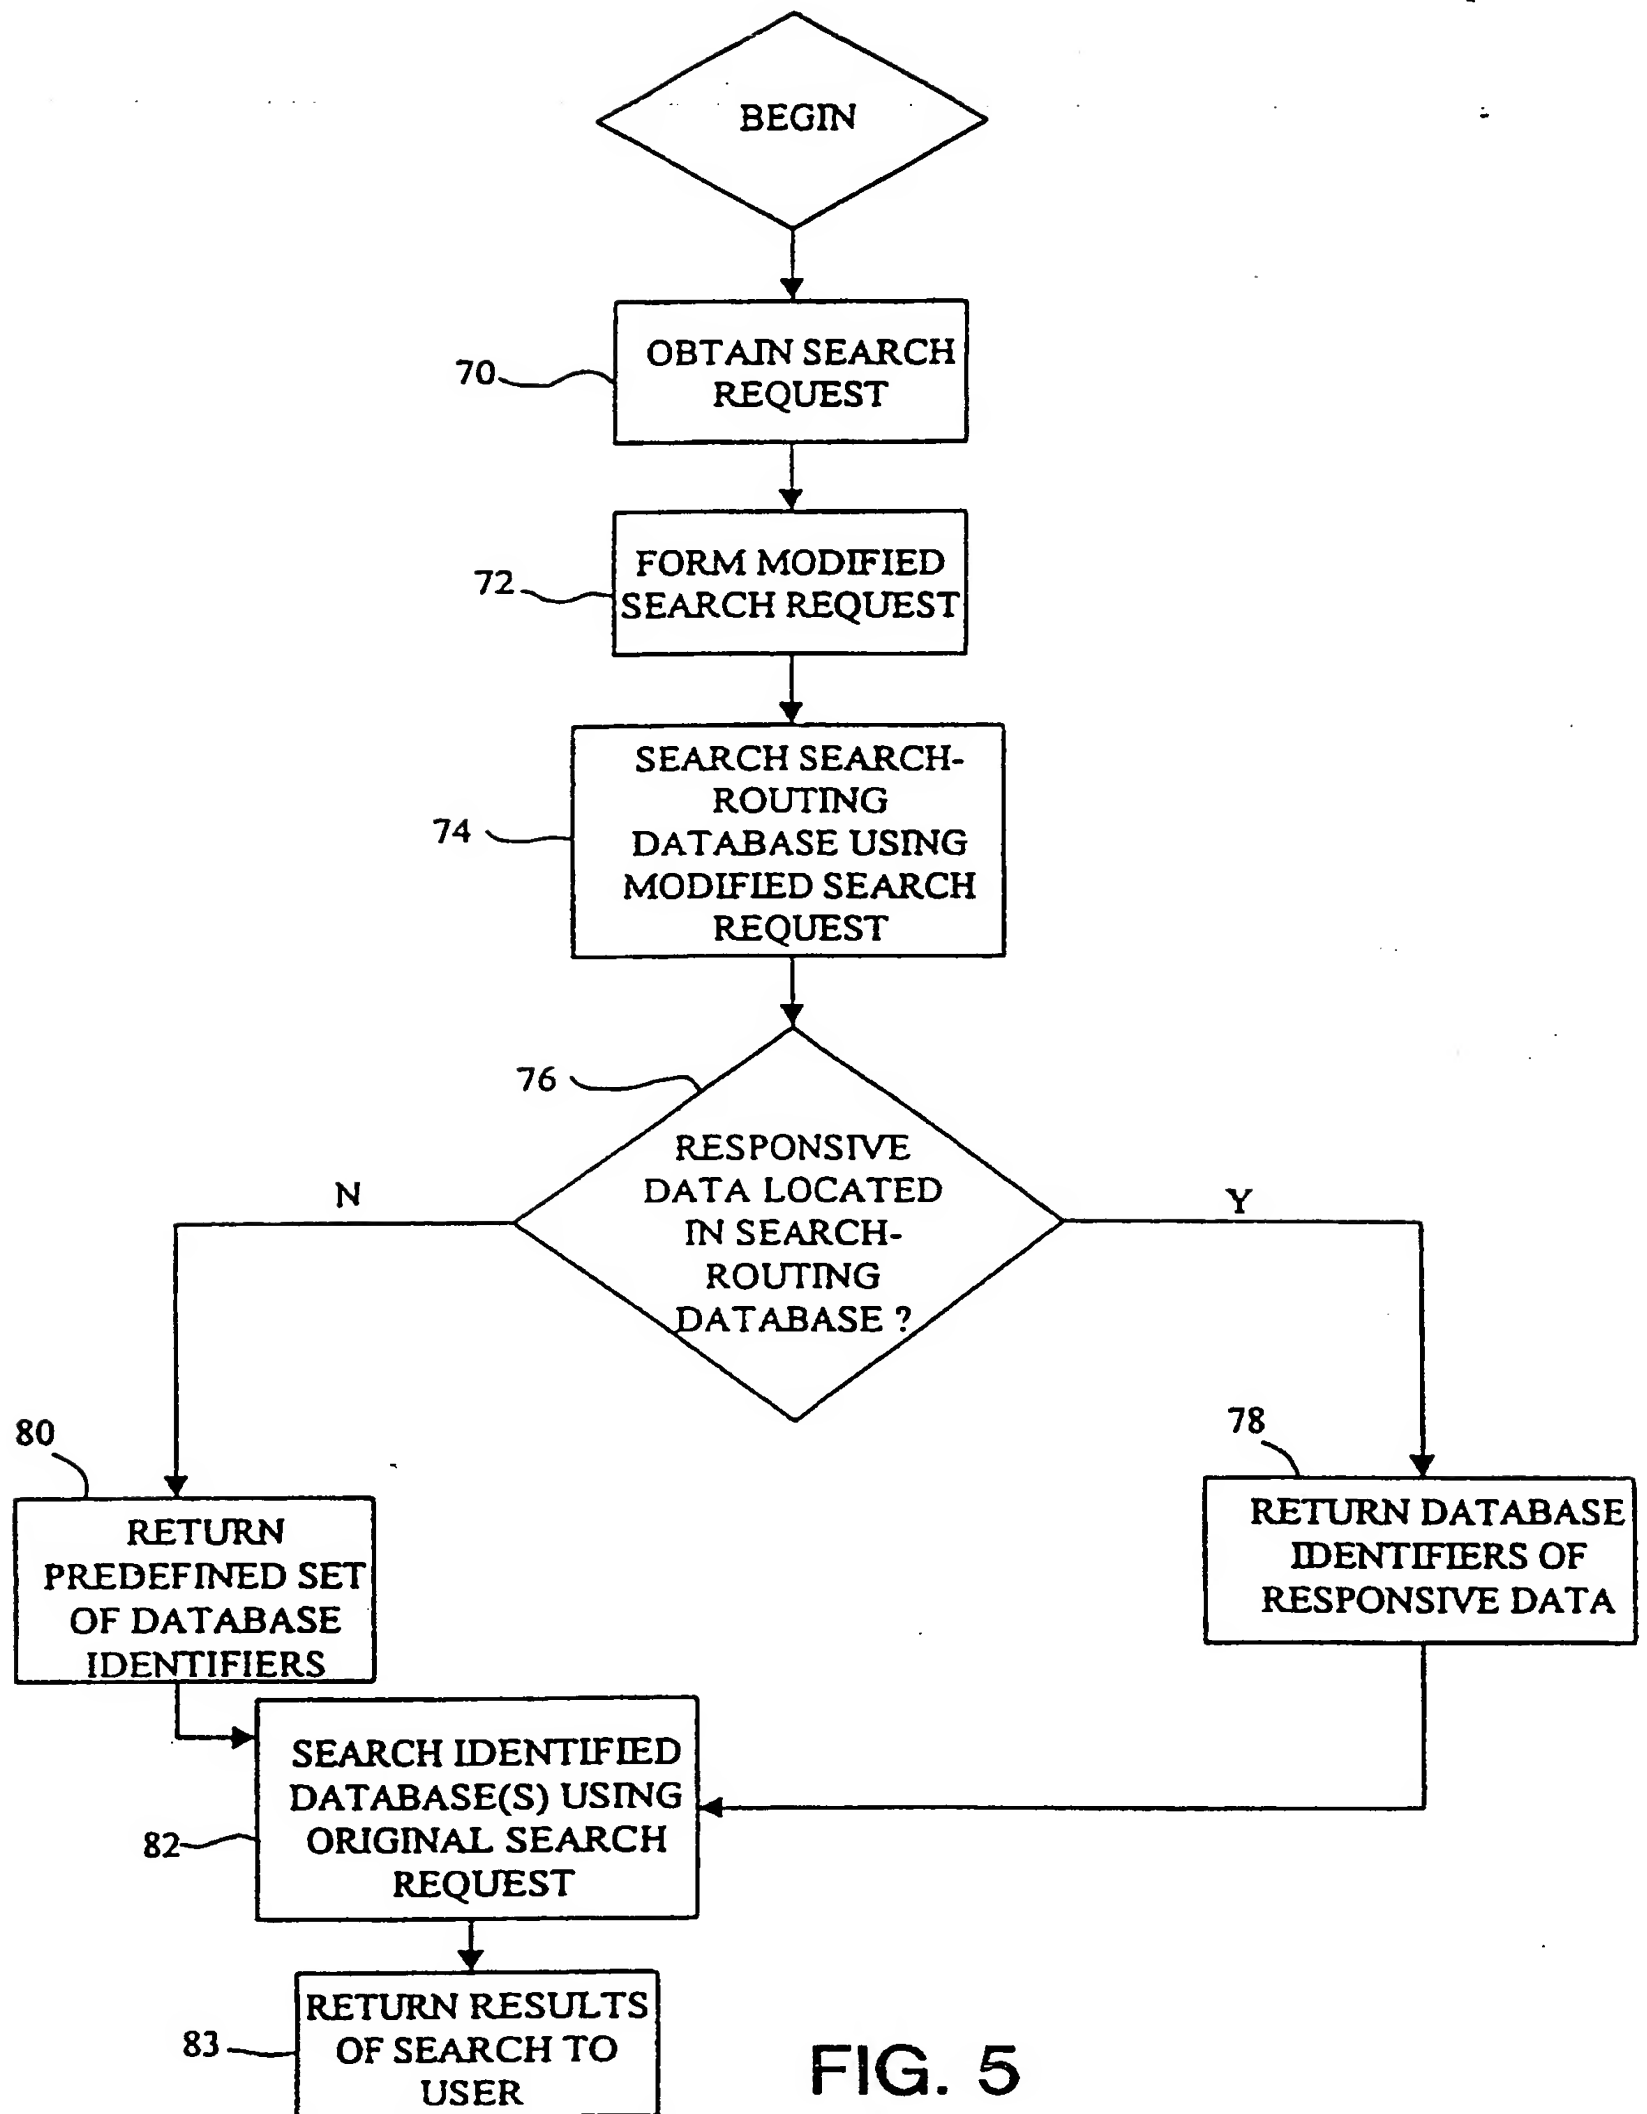 BEGIN
OBTAIN SEARCH
REQUEST
70
FORM MODIFIED
SEARCH REQUEST
72
SEARCH SEARCH-
ROUTING
DATABASE USING
MODIFIED SEARCH
REQUEST
74
76
RESPONSIVE
DATA LOCATED
IN SEARCH-
ROUTING
DATABASE ?
N
Y
80
RETURN
PREDEFINED SET
OF DATABASE
IDENTIFIERS
78
RETURN DATABASE
IDENTIFIERS OF
RESPONSIVE DATA
SEARCH IDENTIFIED
DATABASE(S) USING
ORIGINAL SEARCH
REQUEST
82
RETURN RESULTS
OF SEARCH TO
USER
83
FIG. 5